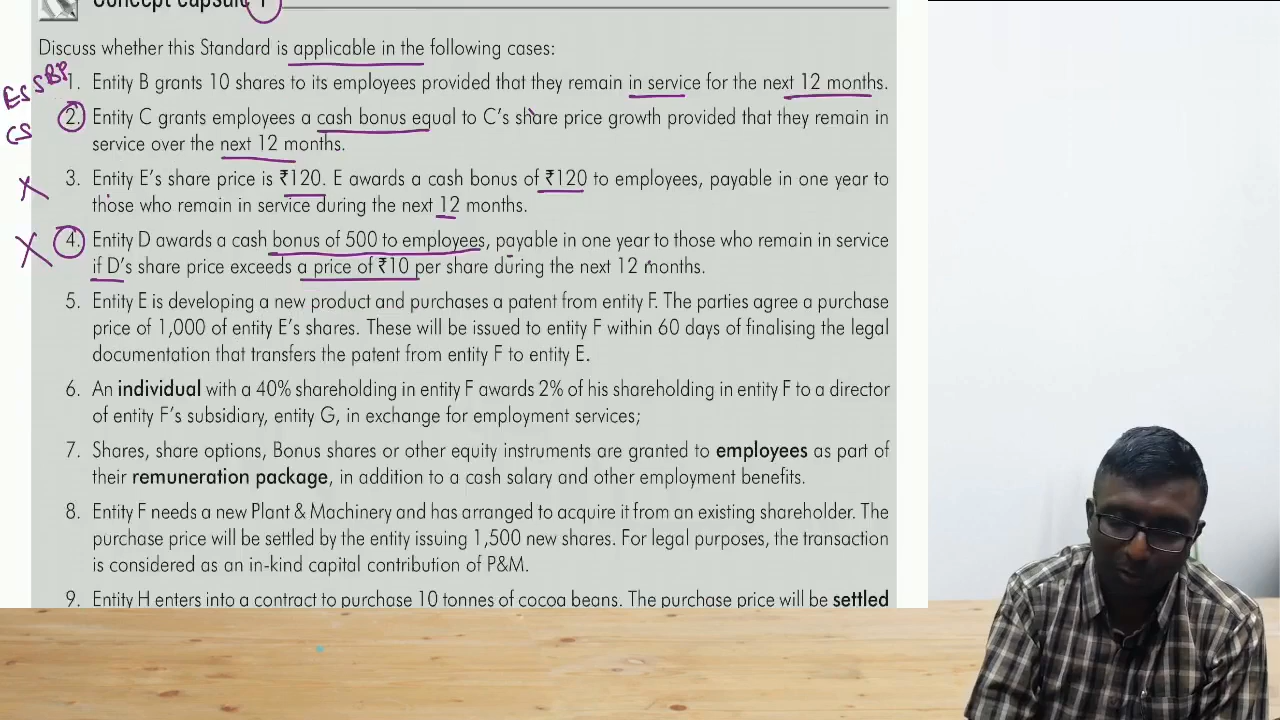 Concept capsule 1
Discuss whether this Standard is applicable in the following cases:
ES SBP
1. Entity B grants 10 shares to its employees provided that they remain in service for the next 12 months.
CS
2. Entity C grants employees a cash bonus equal to C's share price growth provided that they remain in
service over the next 12 months.
X
3. Entity E's share price is ₹120. E awards a cash bonus of ₹120 to employees, payable in one year to
those who remain in service during the next 12 months.
X
4. Entity D awards a cash bonus of 500 to employees, payable in one year to those who remain in service
if D's share price exceeds a price of ₹10 per share during the next 12 months.
5. Entity E is developing a new product and purchases a patent from entity F. The parties agree a purchase
price of 1,000 of entity E's shares. These will be issued to entity F within 60 days of finalising the legal
documentation that transfers the patent from entity F to entity E.
6. An individual with a 40% shareholding in entity F awards 2% of his shareholding in entity F to a director
of entity F's subsidiary, entity G, in exchange for employment services;
7. Shares, share options, Bonus shares or other equity instruments are granted to employees as part of
their remuneration package, in addition to a cash salary and other employment benefits.
8. Entity F needs a new Plant & Machinery and has arranged to acquire it from an existing shareholder. The
purchase price will be settled by the entity issuing 1,500 new shares. For legal purposes, the transaction
is considered as an in-kind capital contribution of P&M.
9. Entity H enters into a contract to purchase 10 tonnes of cocoa beans. The purchase price will be settled